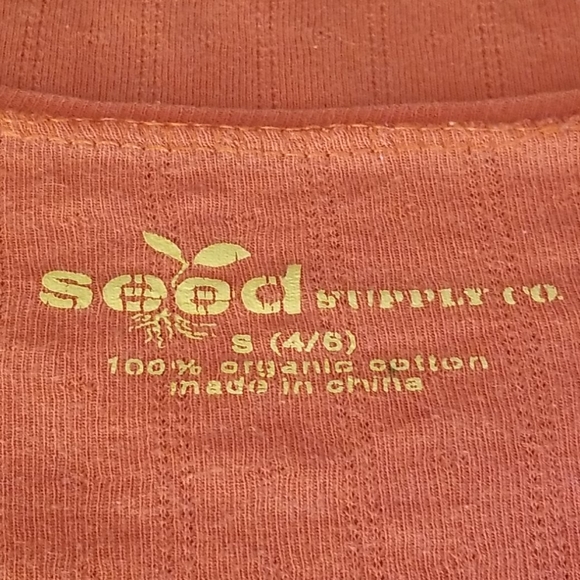 seed SUPPLY CO.
S (4/6)
100% organic cotton
made in china